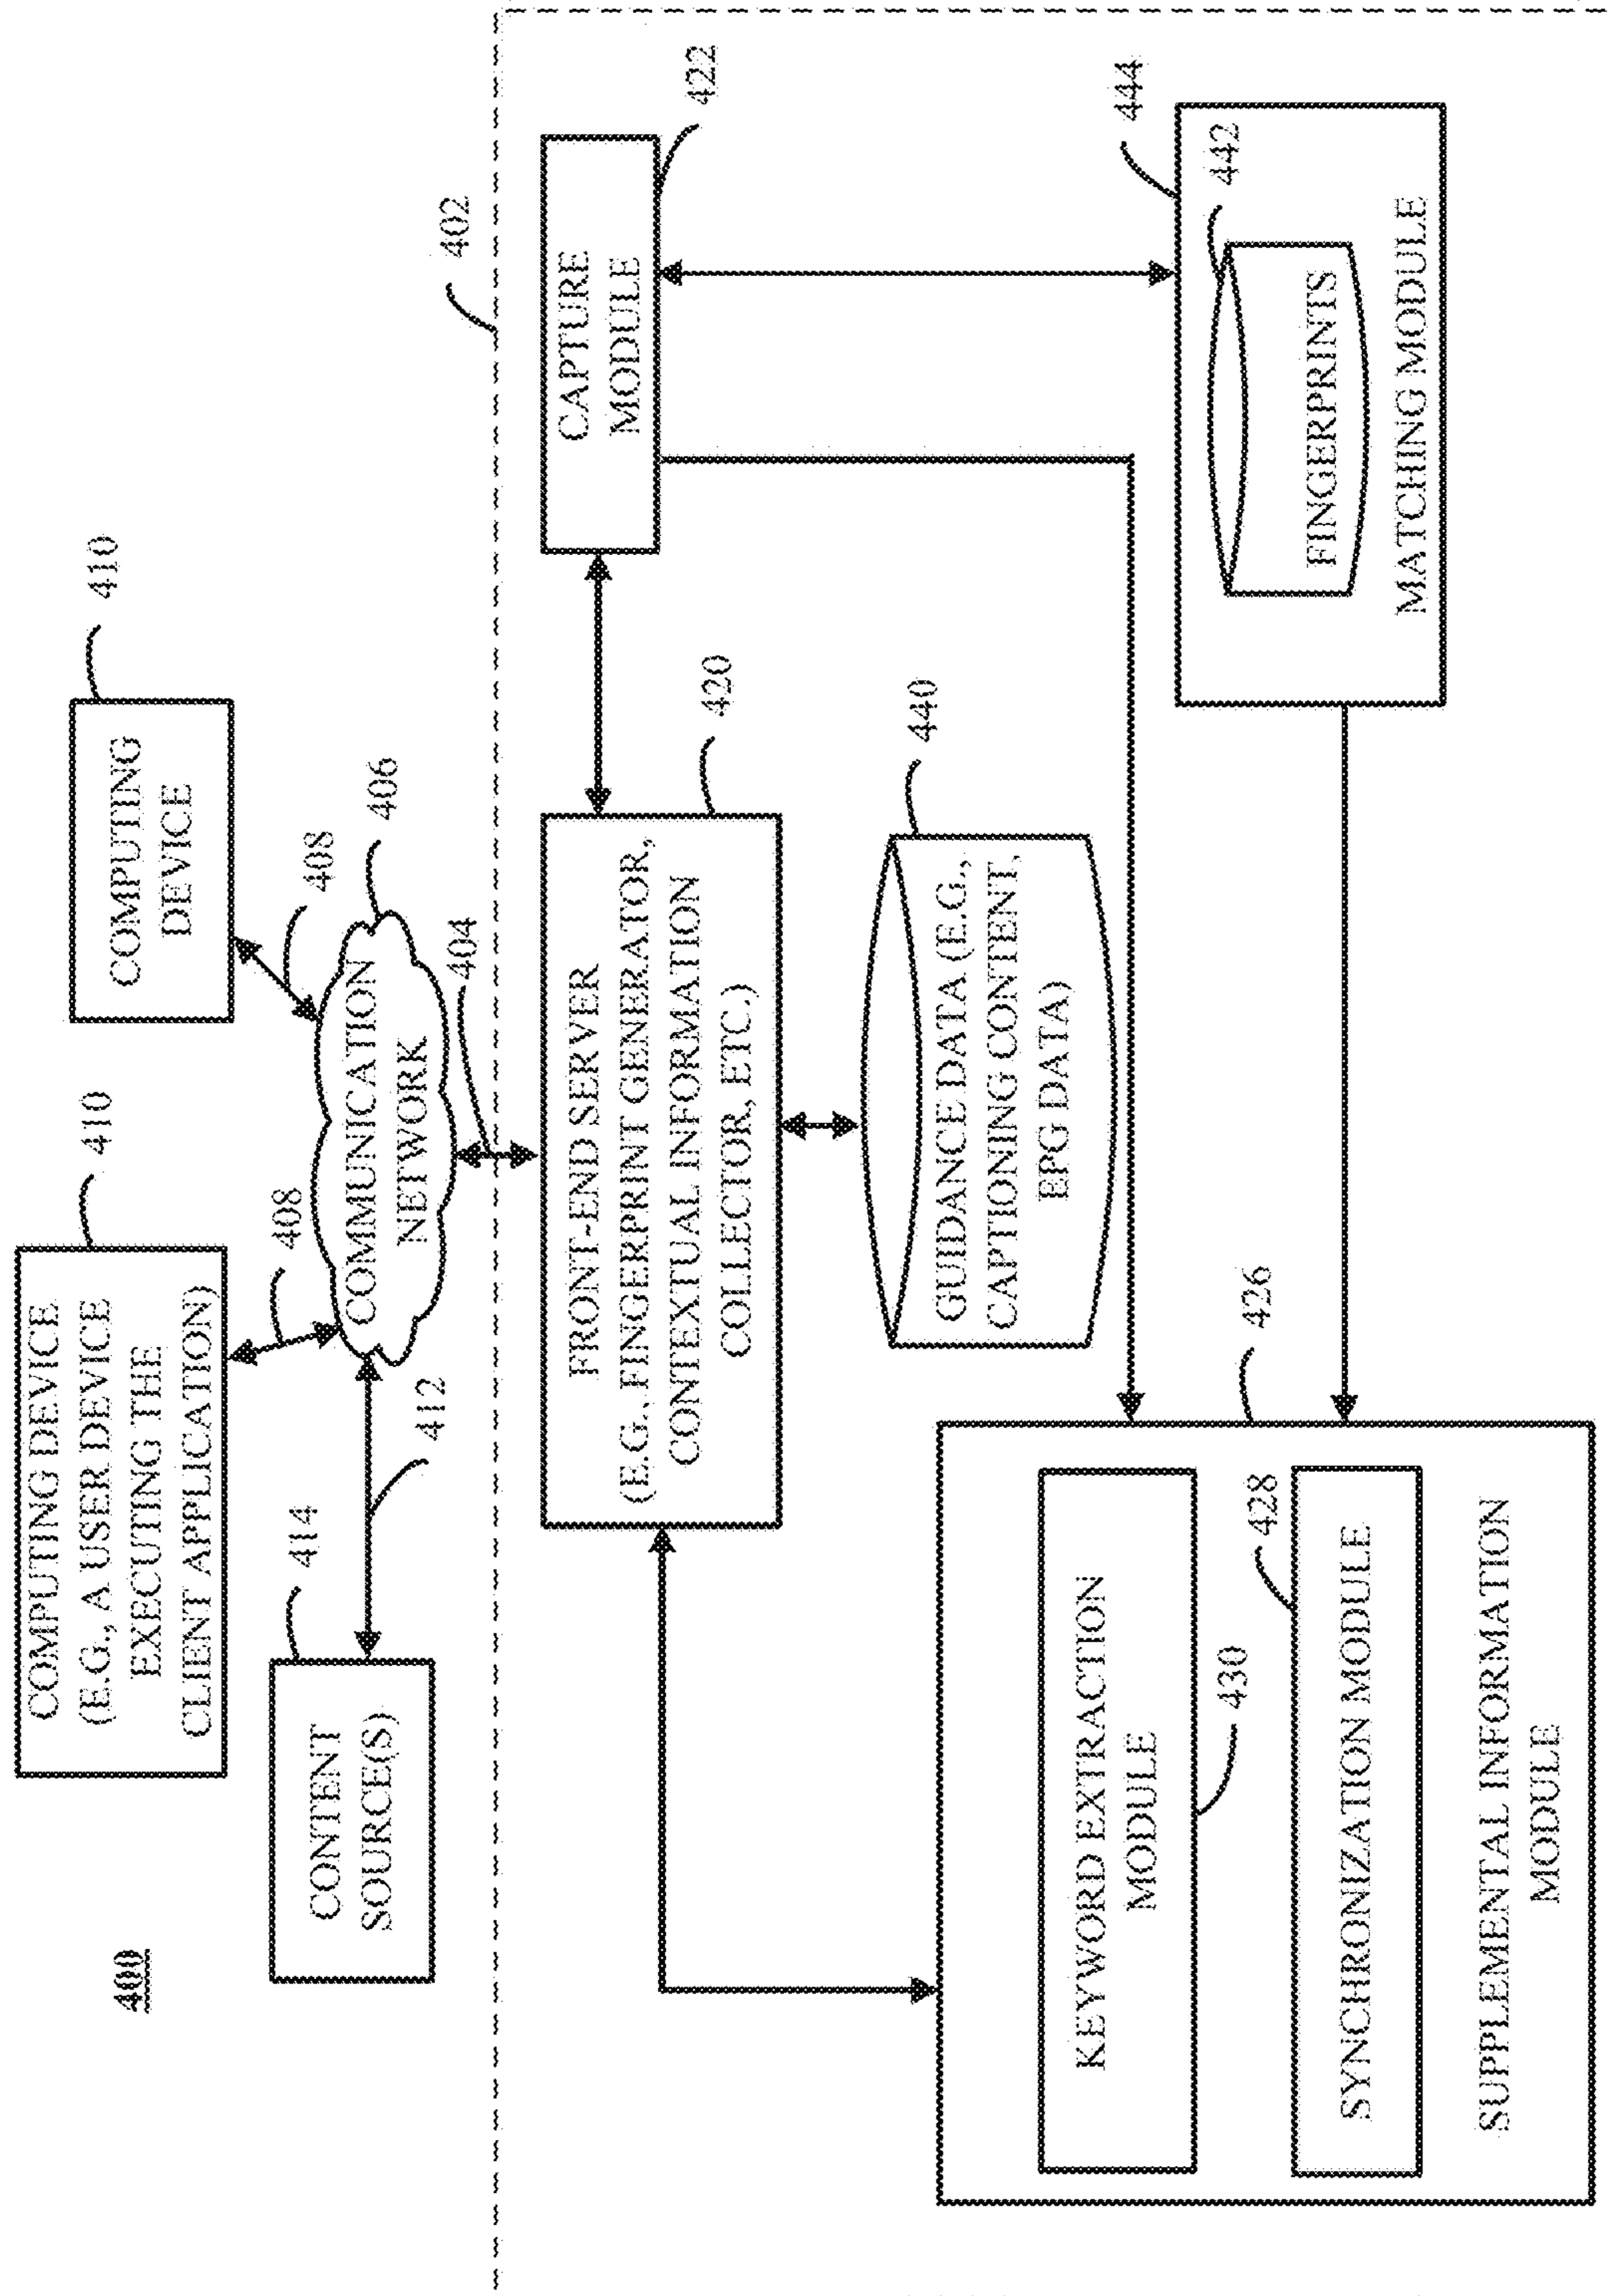 400
COMPUTING DEVICE
(E.G., A USER DEVICE
EXECUTING THE
CLIENT APPLICATION)
410
COMPUTING
DEVICE
410
408
408
CONTENT
SOURCE(S)
414
412
COMMUNICATION
NETWORK
406
404
402
FRONT-END SERVER
(E.G., FINGERPRINT GENERATOR,
CONTEXTUAL INFORMATION
COLLECTOR, ETC.)
420
CAPTURE
MODULE
422
GUIDANCE DATA (E.G.,
CAPTIONING CONTENT,
EPG DATA)
440
426
KEYWORD EXTRACTION
MODULE
430
428
SYNCHRONIZATION MODULE
SUPPLEMENTAL INFORMATION
MODULE
444
442
FINGERPRINTS
MATCHING MODULE